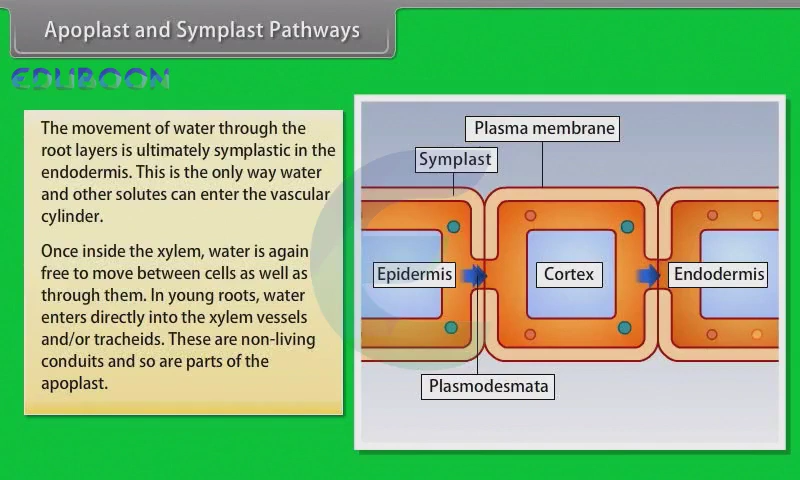 Apoplast and Symplast Pathways
EDUBOON
The movement of water through the
root layers is ultimately symplastic in the
endodermis. This is the only way water
and other solutes can enter the vascular
cylinder.
Once inside the xylem, water is again
free to move between cells as well as
through them. In young roots, water
enters directly into the xylem vessels
and/or tracheids. These are non-living
conduits and so are parts of the
apoplast.
Plasma membrane
Symplast
Epidermis
Cortex
Endodermis
Plasmodesmata